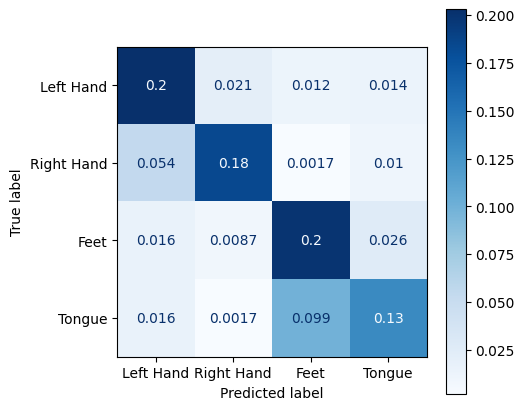 0.200
Left Hand 0.2 0.021 0.012 0.014
0.175
0.150
Right Hand 0.054 0.18 0.0017 0.01
0.125
True label
0.100
Feet 0.016 0.0087 0.2 0.026
0.075
0.050
Tongue 0.016 0.0017 0.099 0.13
0.025
Left Hand Right Hand Feet Tongue
Predicted label